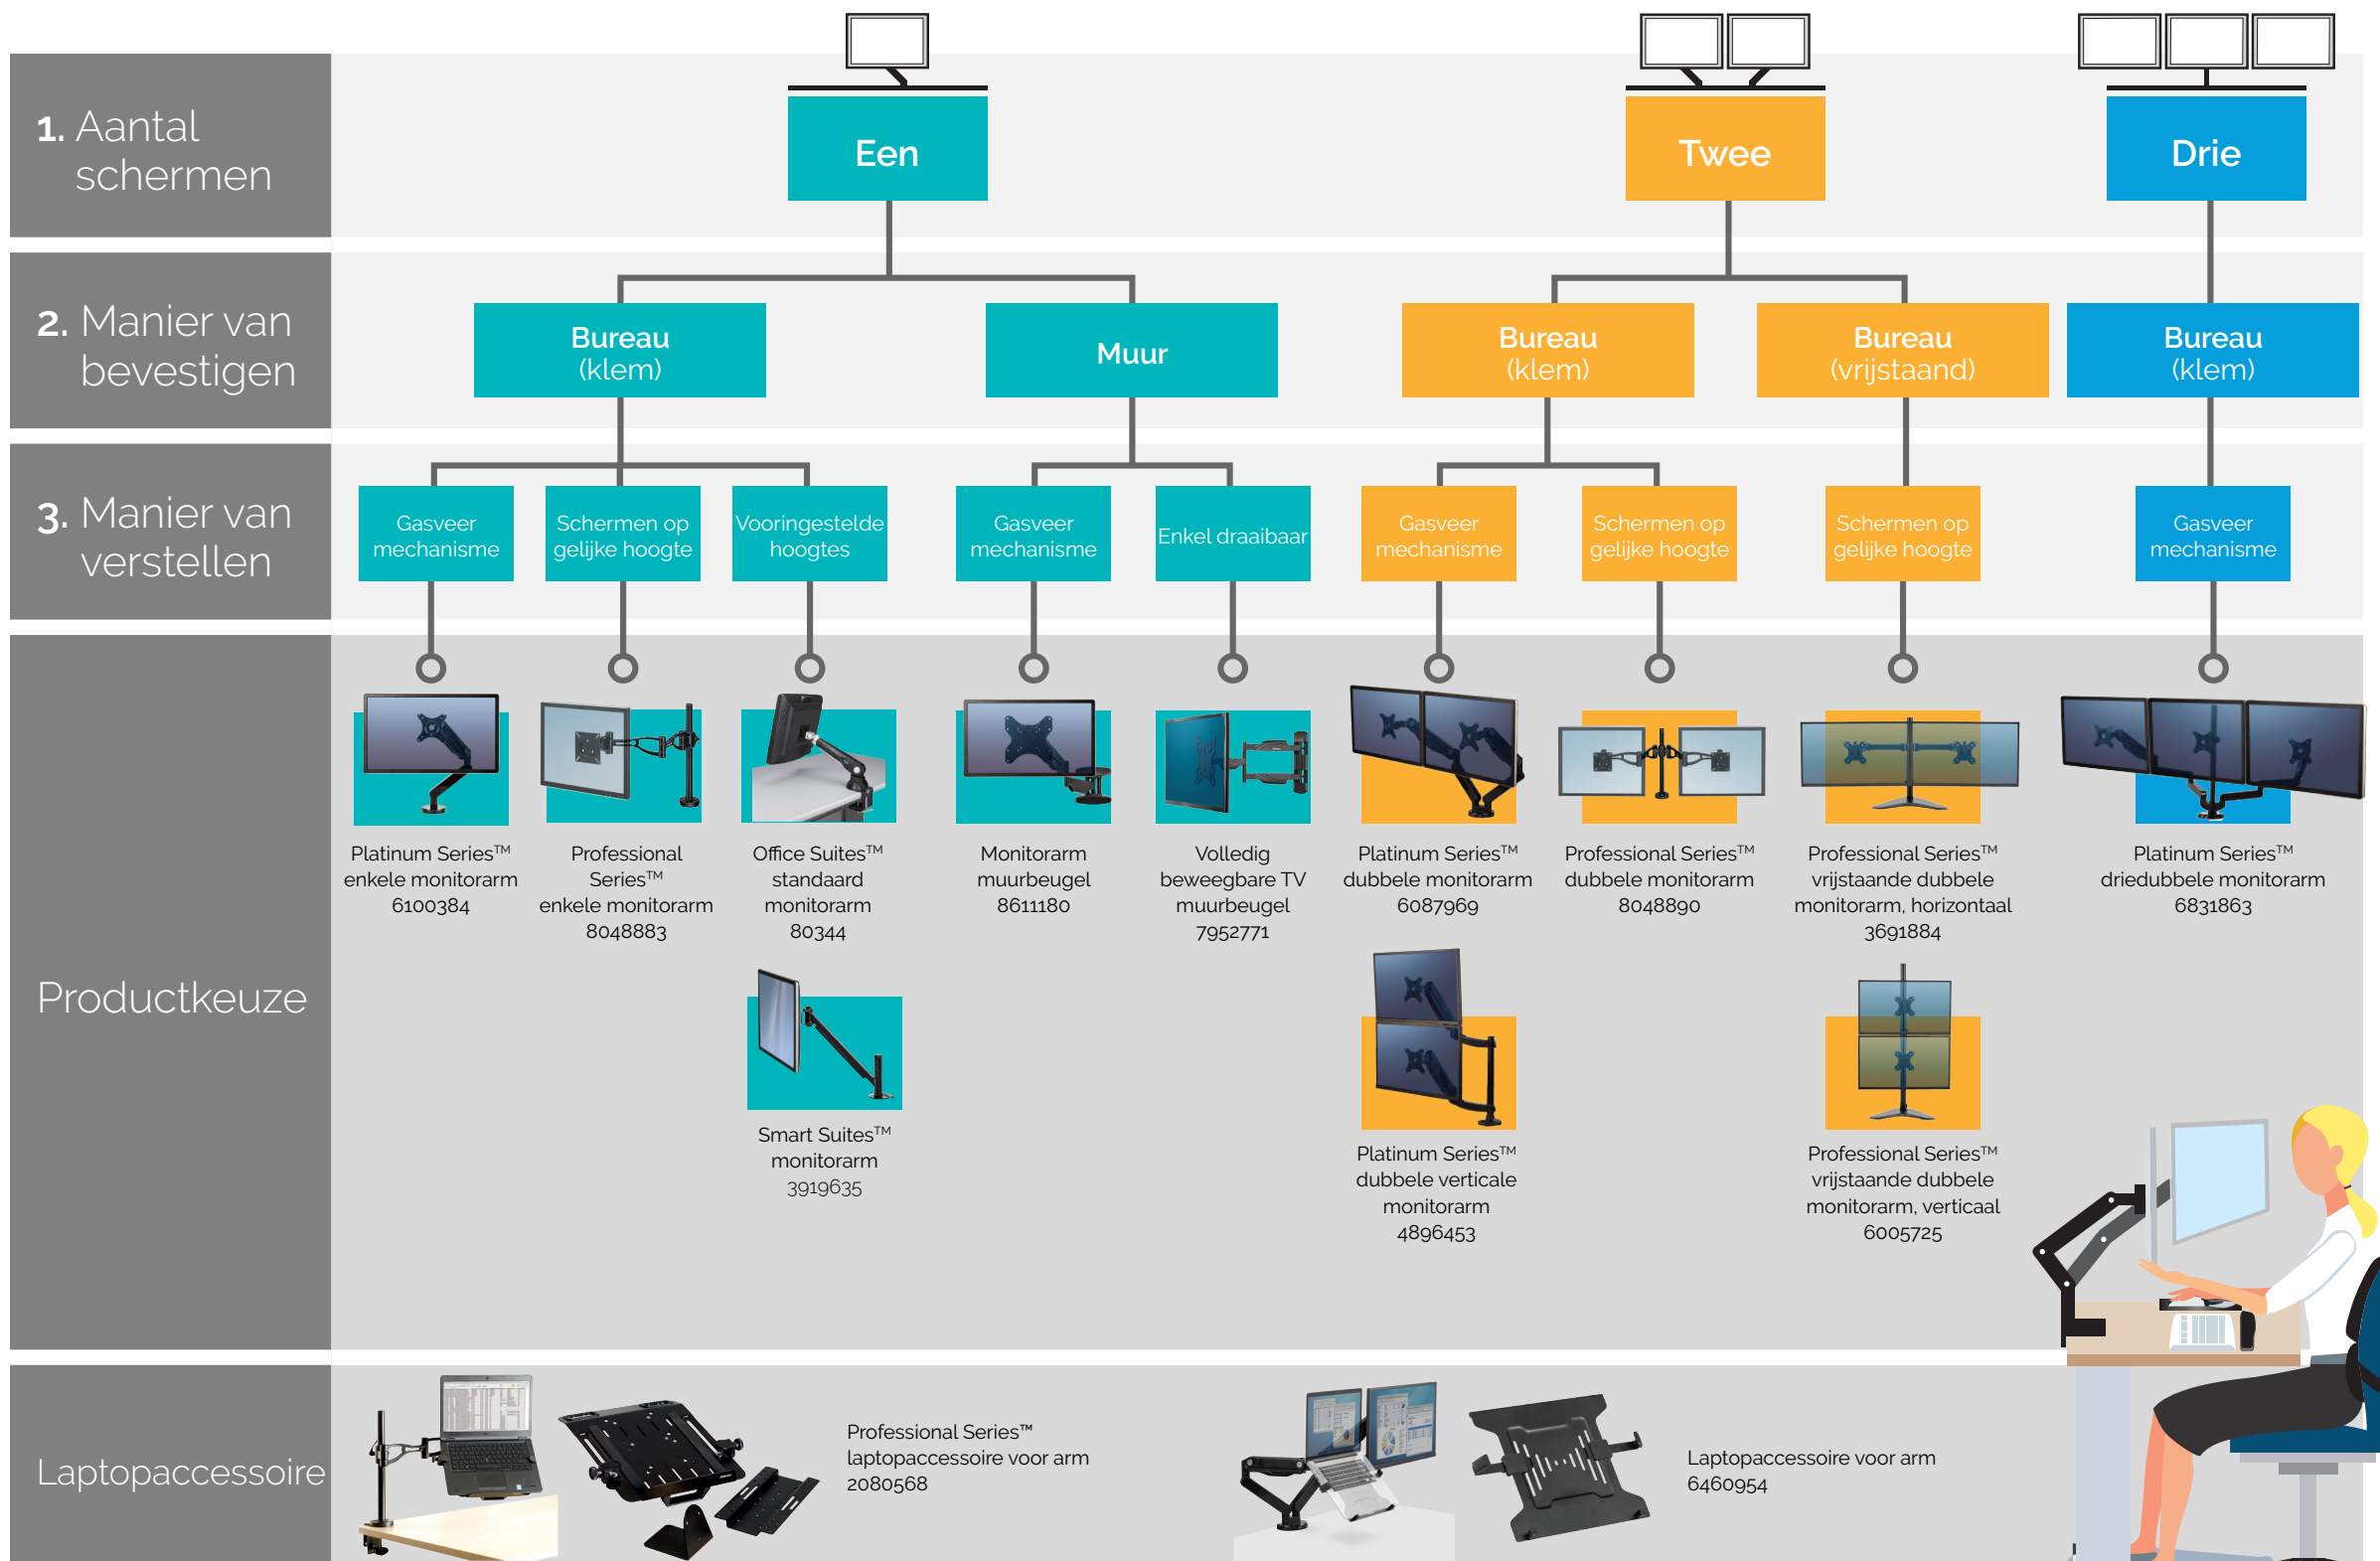 1. Aantal
schermen
Een
Twee
Drie
2. Manier van
bevestigen
Bureau
(klem)
Muur
Bureau
(klem)
Bureau
(vrijstaand)
Bureau
(klem)
3. Manier van
verstellen
Gasveer
mechanisme
Schermen op
gelijke hoogte
Vooringestelde
hoogtes
Gasveer
mechanisme
Enkel draaibaar
Gasveer
mechanisme
Schermen op
gelijke hoogte
Schermen op
gelijke hoogte
Gasveer
mechanisme
Productkeuze
Platinum Series™
enkele monitorarm
6100384
Professional
Series™
enkele monitorarm
8048883
Office Suites™
standaard
monitorarm
80344
Monitorarm
muurbeugel
8611180
Volledig
beweegbare TV
muurbeugel
7952771
Platinum Series™
dubbele monitorarm
6087969
Professional Series™
dubbele monitorarm
8048890
Professional Series™
vrijstaande dubbele
monitorarm, horizontaal
3691884
Platinum Series™
driedubbele monitorarm
6831863
Smart Suites™
monitorarm
3919635
Platinum Series™
dubbele verticale
monitorarm
4896453
Professional Series™
vrijstaande dubbele
monitorarm, verticaal
6005725
Laptopaccessoire
Professional Series™
laptopaccessoire voor arm
2080568
Laptopaccessoire voor arm
6460954